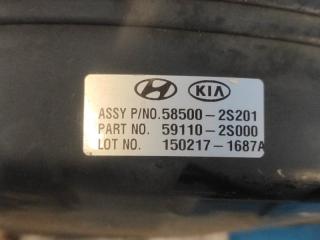 KIA
ASSY P/NO.58500-2S201
PART NO. 59110-2S000
LOT NO. 150217-1687A